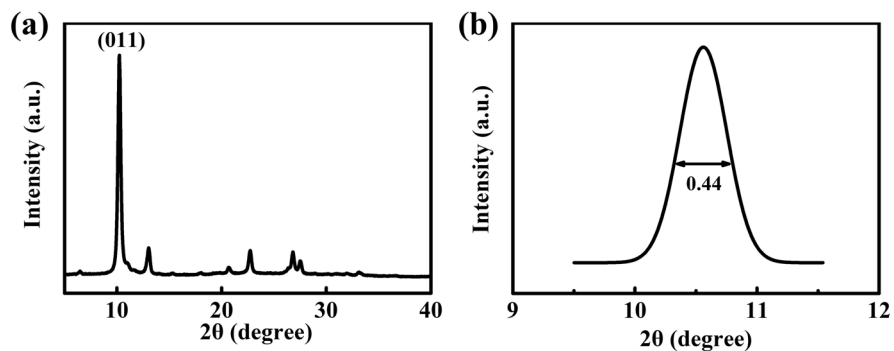 (a)
(011)
Intensity (a.u.)
10 20 30 40
2θ (degree)
(b)
Intensity (a.u.)
0.44
9 10 11 12
2θ (degree)